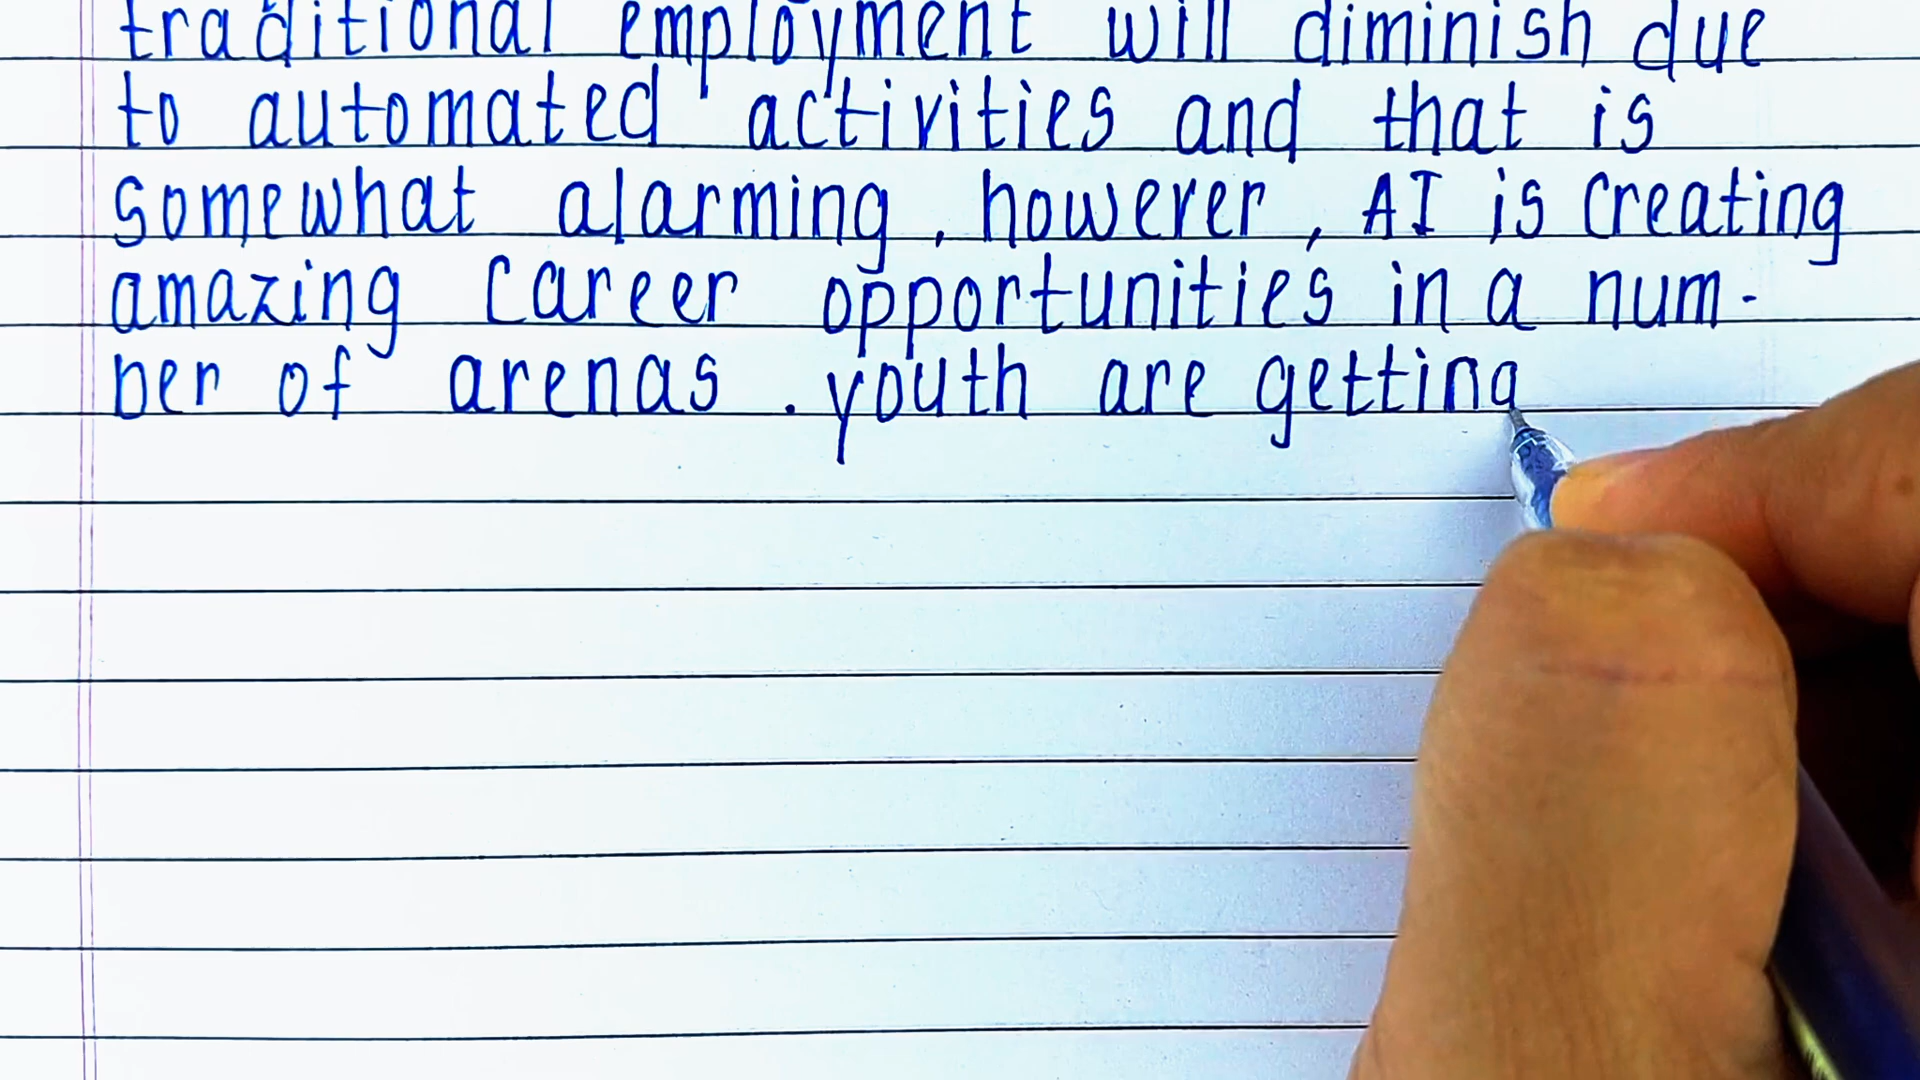 traditional employment will diminish due
to automated activities and that is
somewhat alarming. however, AI is creating
amazing career opportunities in a num-
ber of arenas. youth are getting